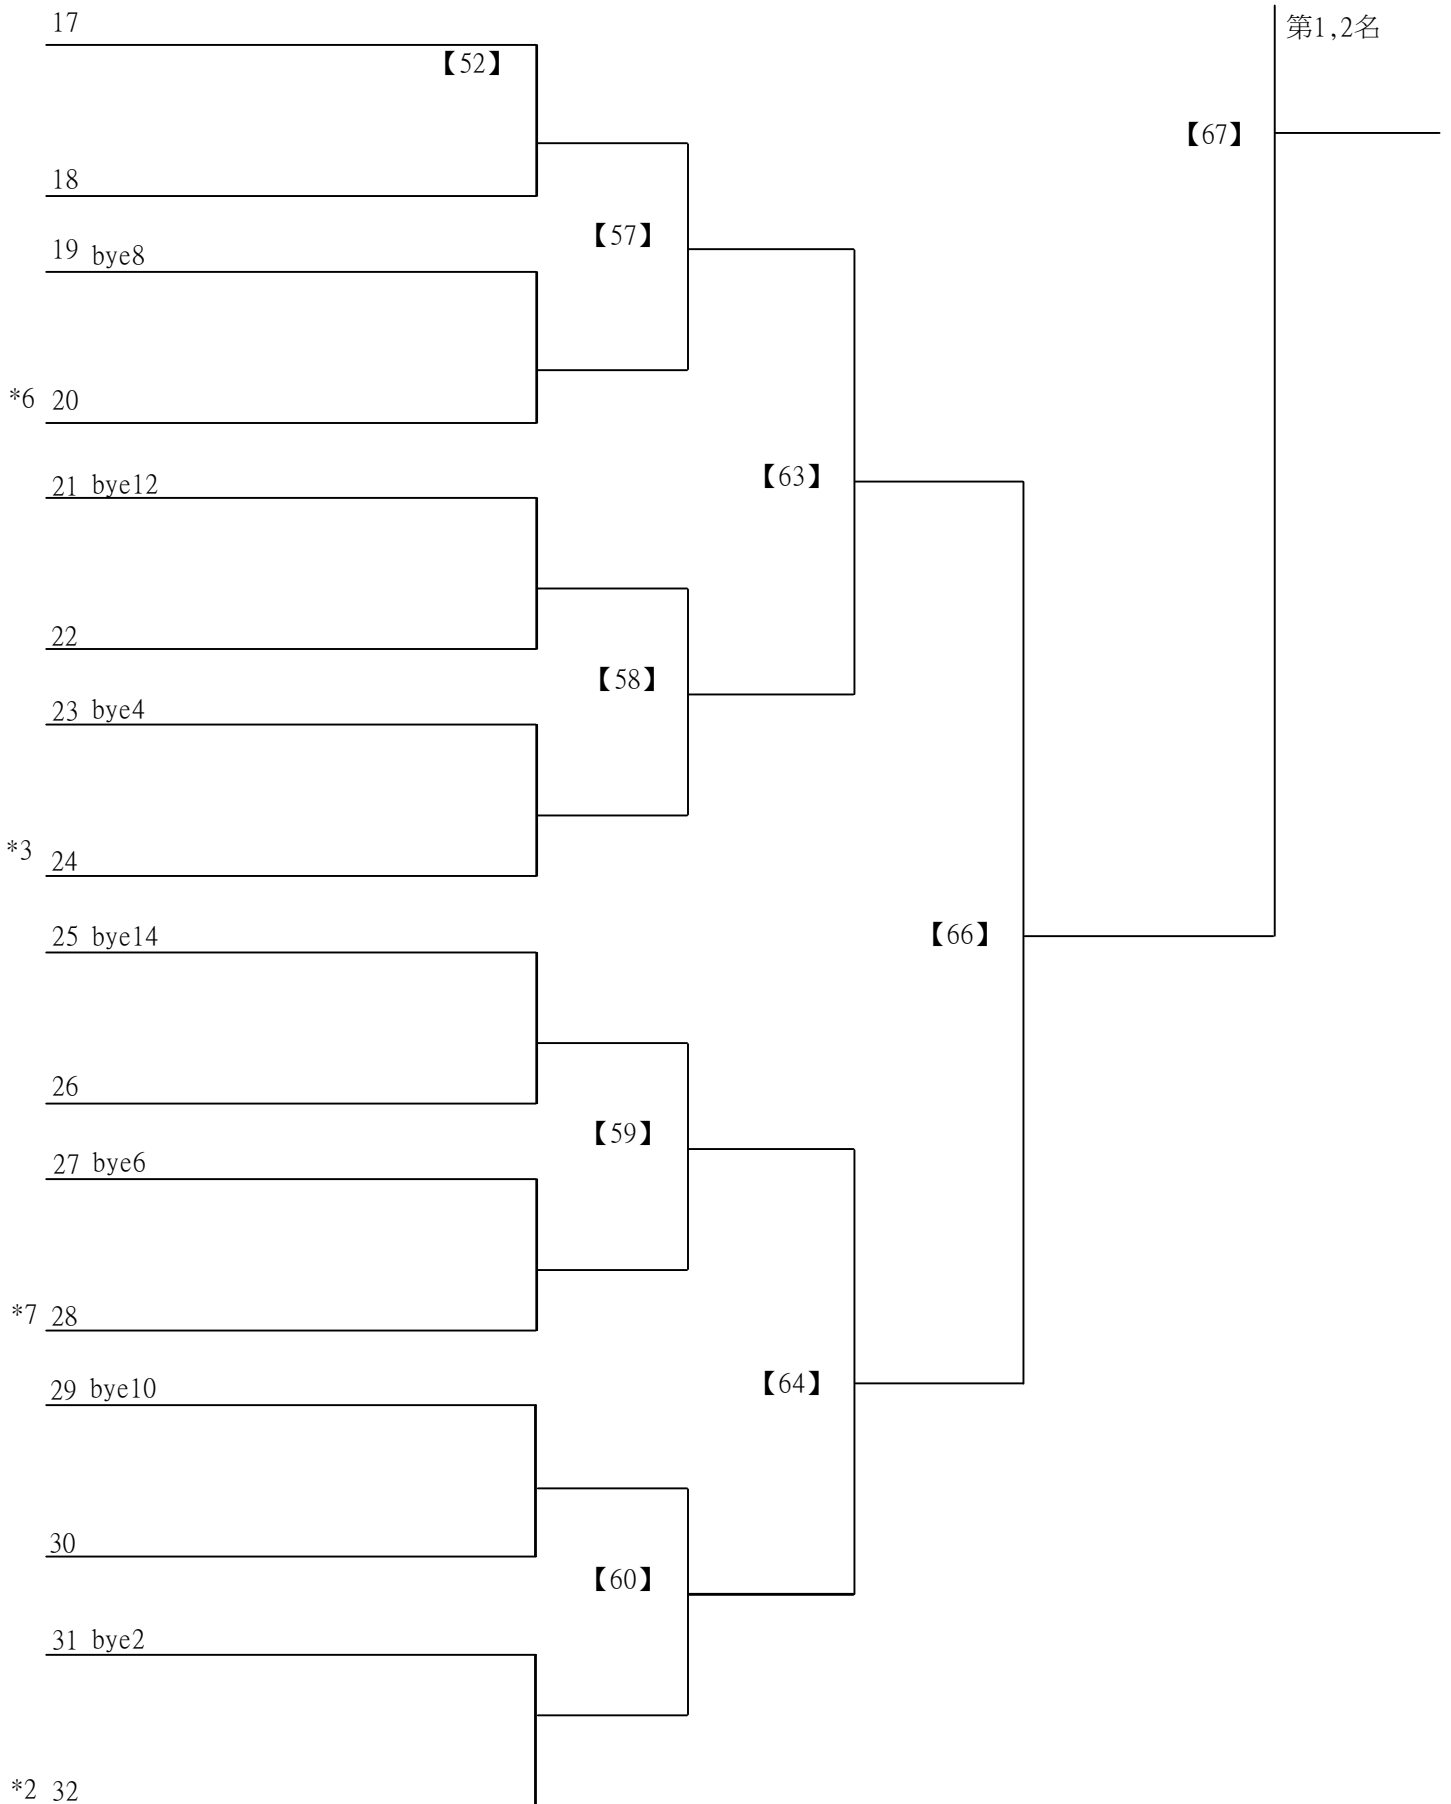 17
第1,2名
【52】
【67】
18
【57】
19 bye8
*6 20
【63】
21 bye12
22
【58】
23 bye4
*3 24
25 bye14
【66】
26
【59】
27 bye6
*7 28
29 bye10
【64】
30
【60】
31 bye2
*2 32